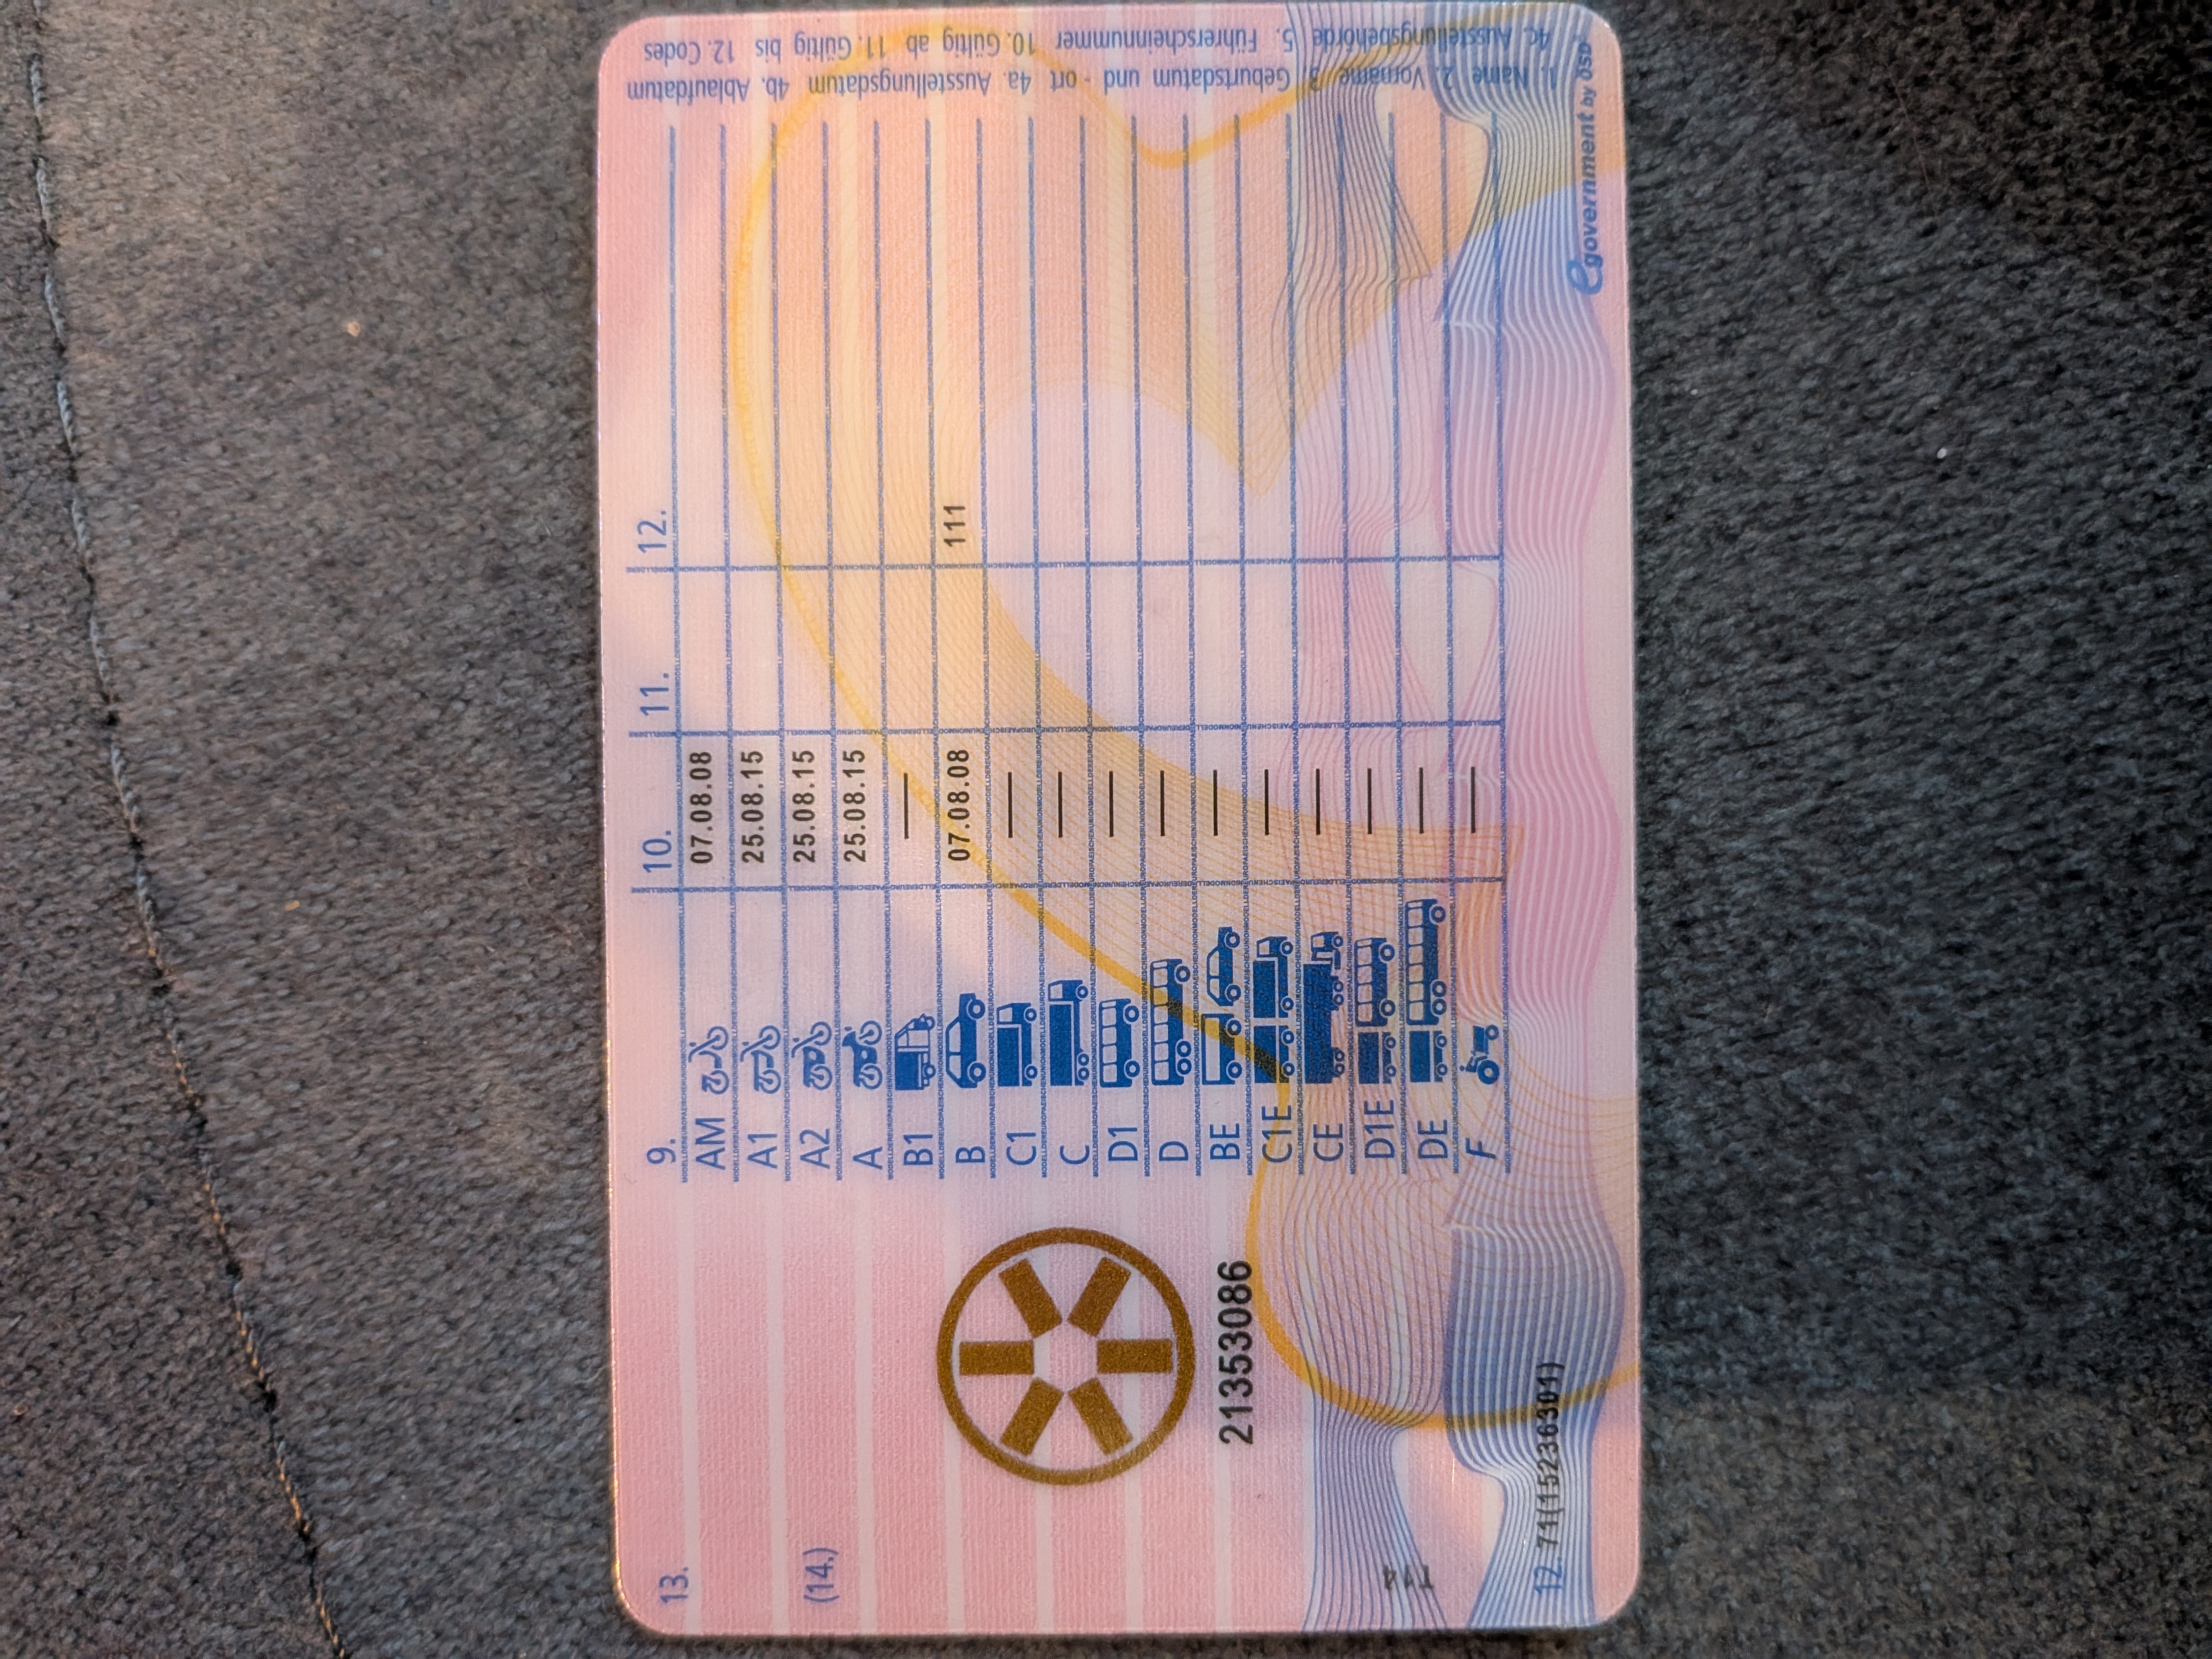 13.
(14.)
21353086
T14
12. 71(15236301)
9. 10. 11. 12.
AM 07.08.08
A1 25.08.15
A2 25.08.15
A 25.08.15
B1 —
B 07.08.08 111
C1 —
C —
D1 —
D —
BE —
C1E —
CE —
D1E —
DE —
F —
1. Name 2. Vorname 3. Geburtsdatum und - ort 4a. Ausstellungsdatum 4b. Ablaufdatum
4c. Ausstellungsbehörde 5. Führerscheinnummer 10. Gültig ab 11. Gültig bis 12. Codes
egovernment by ÖSD